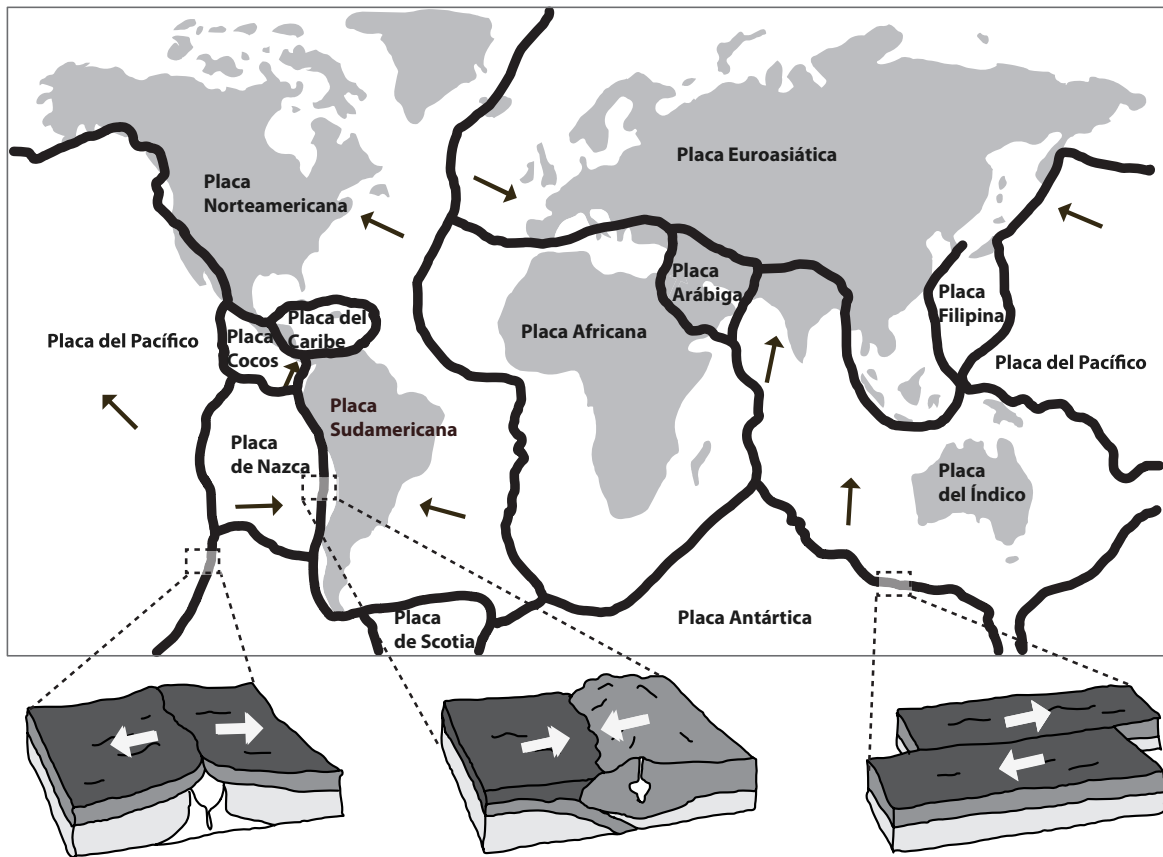 Placa Euroasiática
Placa
Norteamericana
Placa
Arábiga
Placa
Filipina
Placa del
Caribe
Placa
Cocos
Placa Africana
Placa del Pacífico
Placa del Pacífico
Placa
Sudamericana
Placa
de Nazca
Placa
del Índico
Placa
de Scotia
Placa Antártica